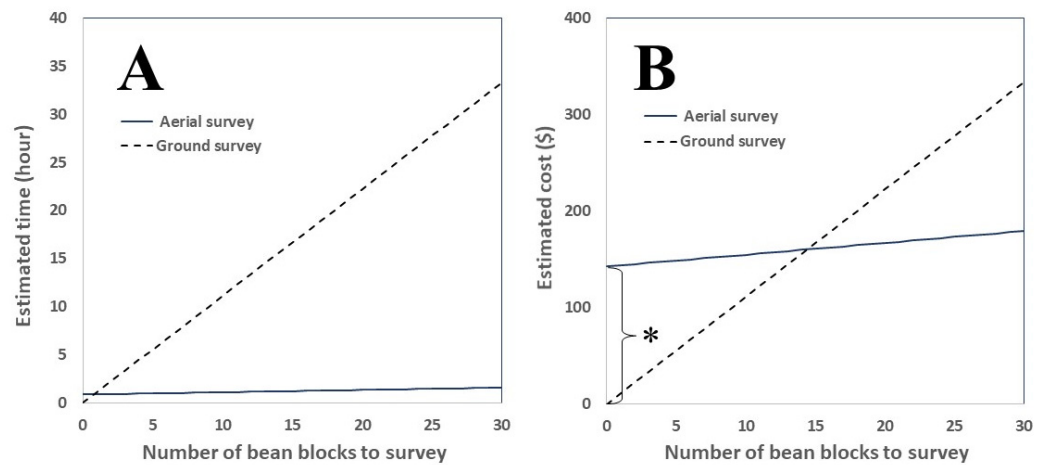 A
Aerial survey
Ground survey
Estimated time (hour)
40
35
30
25
20
15
10
5
0
0 5 10 15 20 25 30
Number of bean blocks to survey
B
Aerial survey
Ground survey
Estimated cost ($)
400
300
200
100
0
*
0 5 10 15 20 25 30
Number of bean blocks to survey